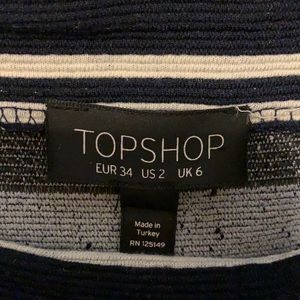 TOPSHOP
EUR 34 US 2 UK 6
Made in
Turkey
RN 125149